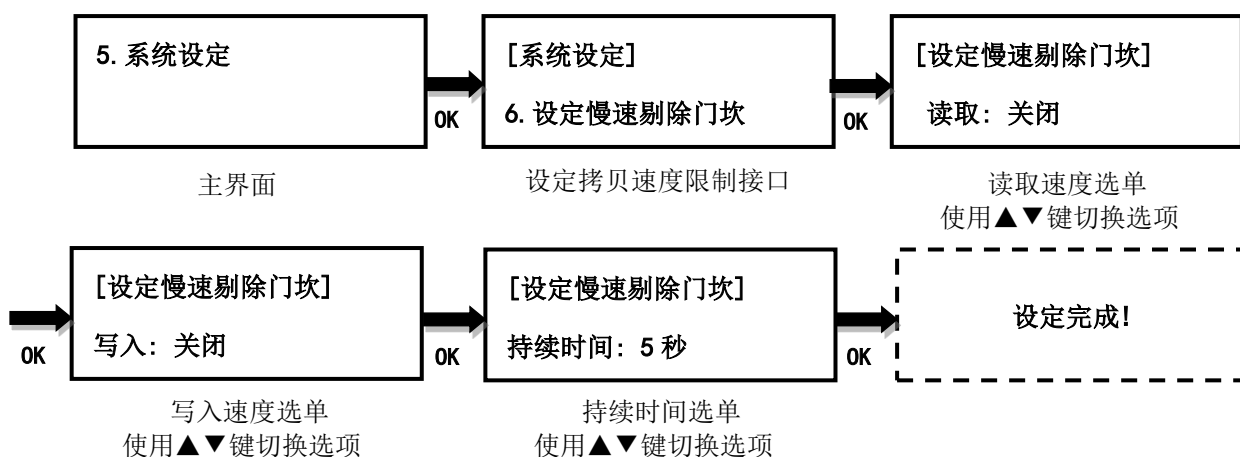 5. 系统设定
OK
[系统设定]
6. 设定慢速剔除门坎
OK
[设定慢速剔除门坎]
读取: 关闭
主界面
设定拷贝速度限制接口
读取速度选单
使用▲▼键切换选项
OK
[设定慢速剔除门坎]
写入: 关闭
OK
[设定慢速剔除门坎]
持续时间: 5 秒
OK
设定完成!
写入速度选单
使用▲▼键切换选项
持续时间选单
使用▲▼键切换选项